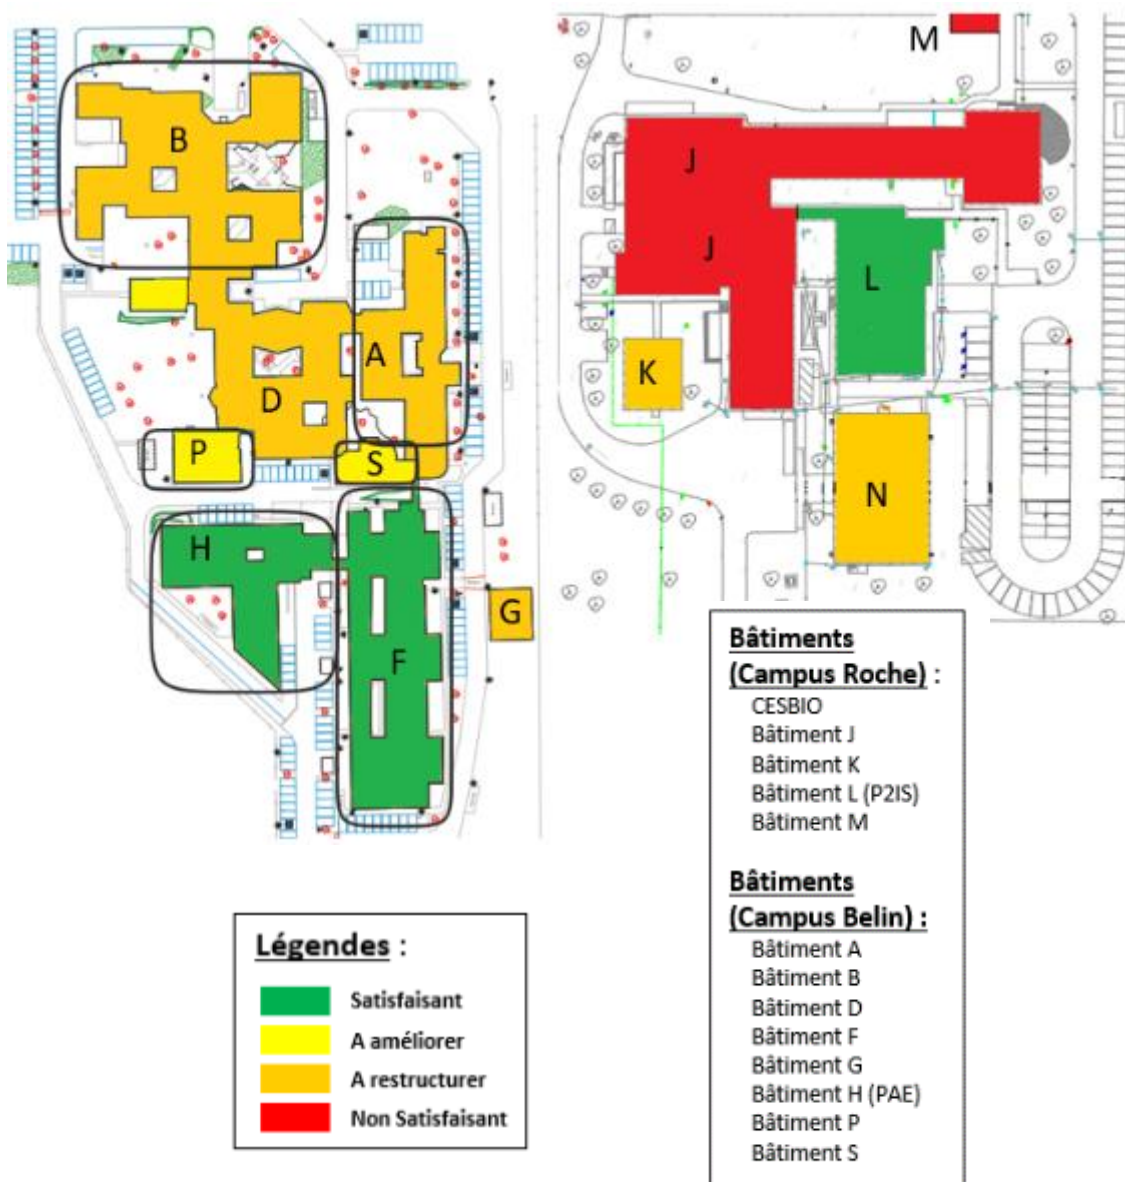 M
B
J
J
L
A
K
D
P
S
N
H
G
F
Bâtiments
(Campus Roche) :
CESBIO
Bâtiment J
Bâtiment K
Bâtiment L (P2IS)
Bâtiment M
Bâtiments
(Campus Belin) :
Bâtiment A
Bâtiment B
Bâtiment D
Bâtiment F
Bâtiment G
Bâtiment H (PAE)
Bâtiment P
Bâtiment S
Légendes :
Satisfaisant
A améliorer
A restructurer
Non Satisfaisant